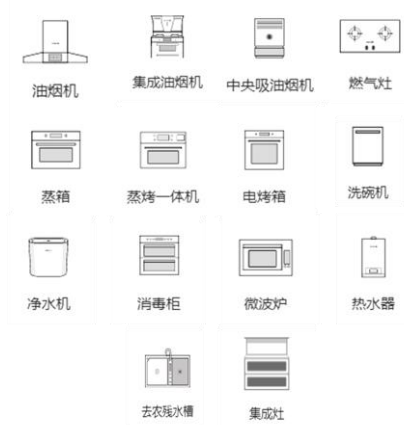 油烟机
集成油烟机
中央吸油烟机
燃气灶
蒸箱
蒸烤一体机
电烤箱
洗碗机
净水机
消毒柜
微波炉
热水器
去农残水槽
集成灶